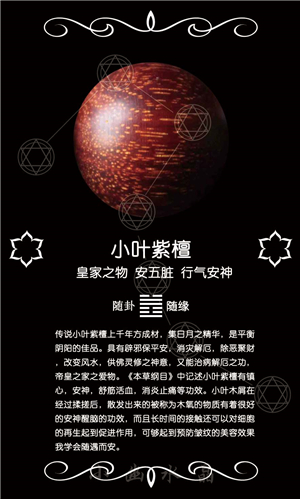 小叶紫檀
皇家之物 安五脏 行气安神
随卦 随缘
传说小叶紫檀上千年方成材，集日月之精华，是平衡
阴阳的佳品。具有辟邪保平安，消灾解厄，除恶聚财
，改变风水，供佛灵修之神意，又能治病解厄之功，
帝皇之家之爱物。《本草纲目》中记述小叶紫檀有镇
心，安神，舒筋活血，消炎止痛等功效。小叶木屑在
经过揉搓后，散发出来的被称为木氧的物质有着很好
的安神醒脑的功效，而且长时间的接触还可以对细胞
的再生起到促进作用，可够起到预防皱纹的美容效果
我学会随遇而安。